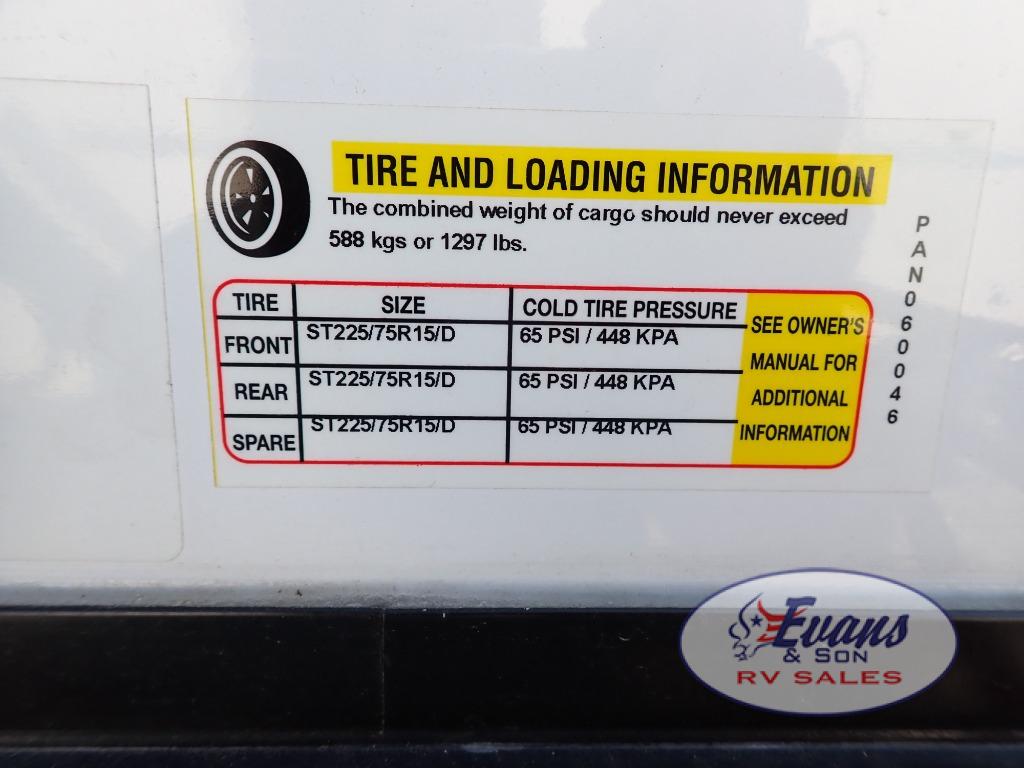 TIRE AND LOADING INFORMATION
The combined weight of cargo should never exceed
588 kgs or 1297 lbs.
TIRE SIZE COLD TIRE PRESSURE
FRONT ST225/75R15/D 65 PSI / 448 KPA
REAR ST225/75R15/D 65 PSI / 448 KPA
SPARE ST225/75R15/D 65 PSI / 448 KPA
SEE OWNER'S
MANUAL FOR
ADDITIONAL
INFORMATION
PAN060046
Evans
& SON
RV SALES